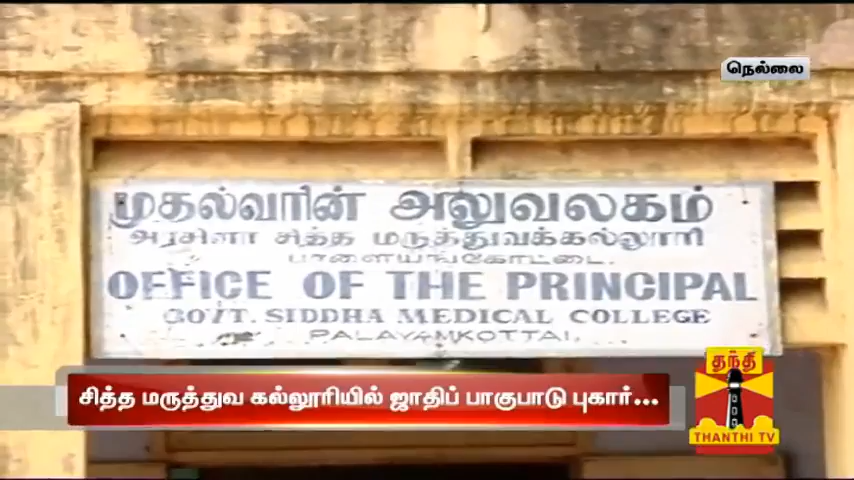 நெல்லை
முதல்வரின் அலுவலகம்
அரசினர் சித்த மருத்துவக்கல்லூரி
பாளையங்கோட்டை.
OFFICE OF THE PRINCIPAL
GOVT. SIDDHA MEDICAL COLLEGE
PALAYAMKOTTAI.
சித்த மருத்துவ கல்லூரியில் ஜாதிப் பாகுபாடு புகார்...
தந்தி
THANTHI TV